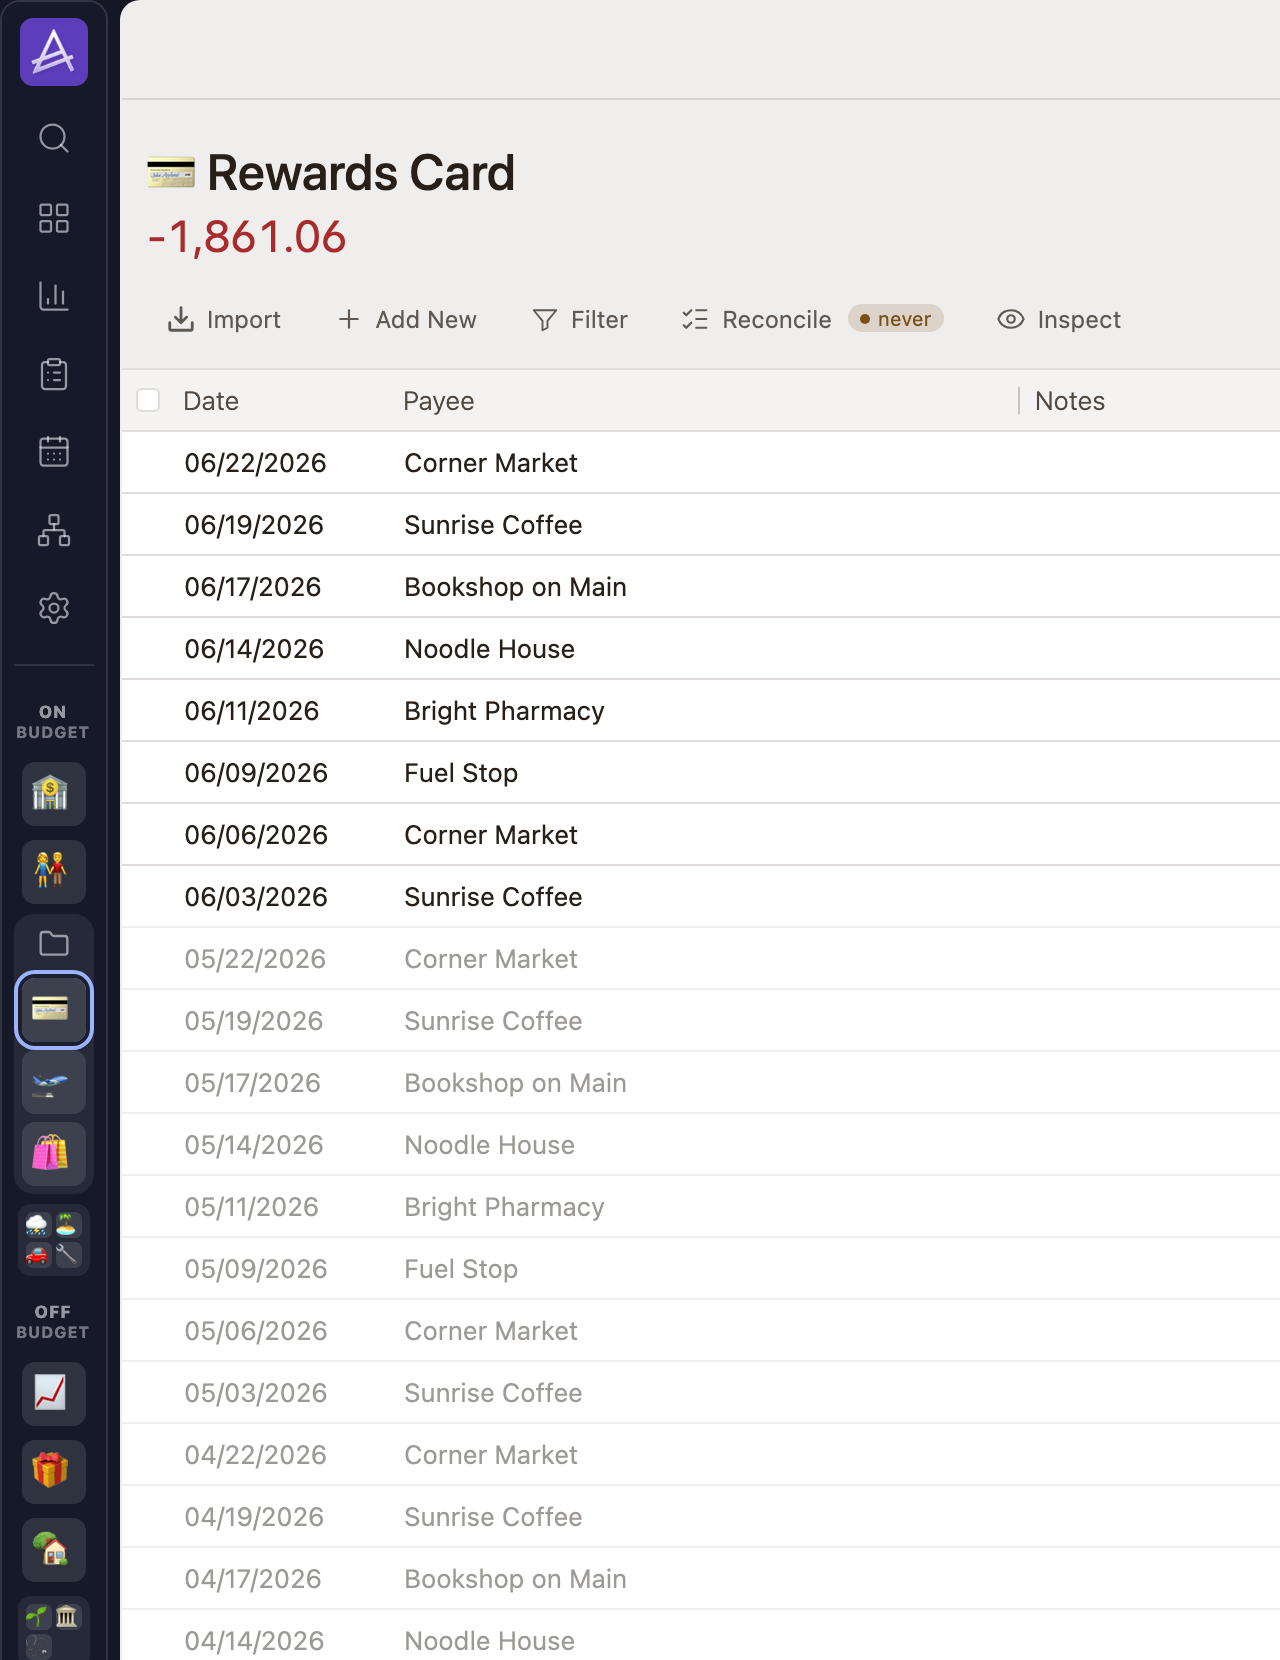 Rewards Card
-1,861.06
Import
Add New
Filter
Reconcile
never
Inspect
Date Payee Notes
06/22/2026 Corner Market
06/19/2026 Sunrise Coffee
06/17/2026 Bookshop on Main
06/14/2026 Noodle House
06/11/2026 Bright Pharmacy
06/09/2026 Fuel Stop
06/06/2026 Corner Market
06/03/2026 Sunrise Coffee
05/22/2026 Corner Market
05/19/2026 Sunrise Coffee
05/17/2026 Bookshop on Main
05/14/2026 Noodle House
05/11/2026 Bright Pharmacy
05/09/2026 Fuel Stop
05/06/2026 Corner Market
05/03/2026 Sunrise Coffee
04/22/2026 Corner Market
04/19/2026 Sunrise Coffee
04/17/2026 Bookshop on Main
04/14/2026 Noodle House
ON
BUDGET
OFF
BUDGET